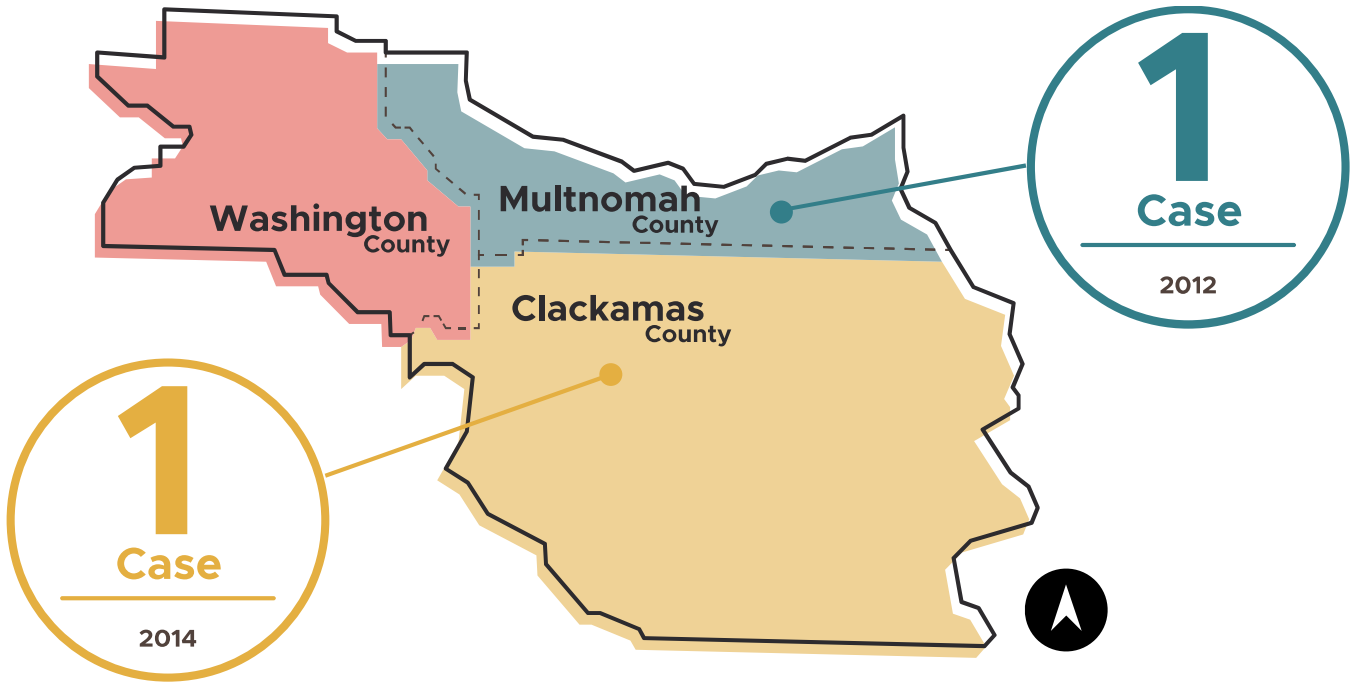 1
Case
2012
Multnomah
County
Washington
County
Clackamas
County
1
Case
2014